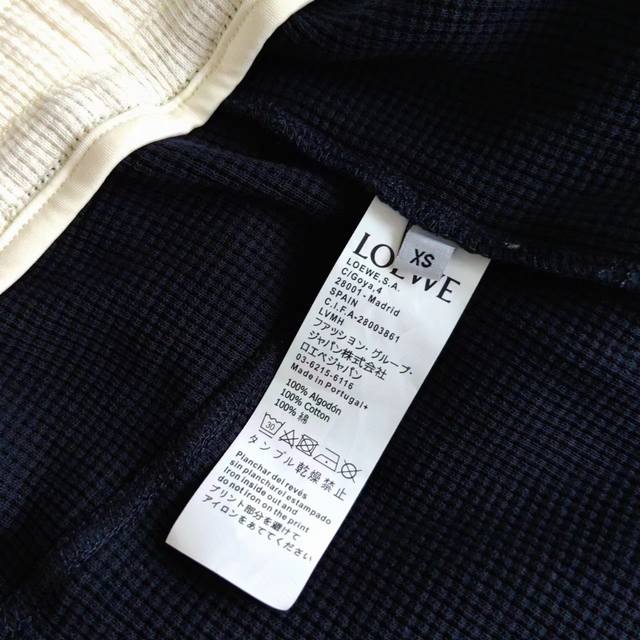 XS
LOEWE
LOEWE.S.A.
C/Goya,4
28001- Madrid
SPAIN
C.I.F.A-28003861
LVMH
ファッション グループ・
ジャパン株式会社
ロエベジャパン
03-6215-6116
Made in Portugal+
100% Algodón
100% Cotton
100% 綿
30
タンブル乾燥禁止
Planchar del revés
sin planchar el estampado
Iron inside out and
do not iron on the print
プリント部分を避けて
アイロンをあててください